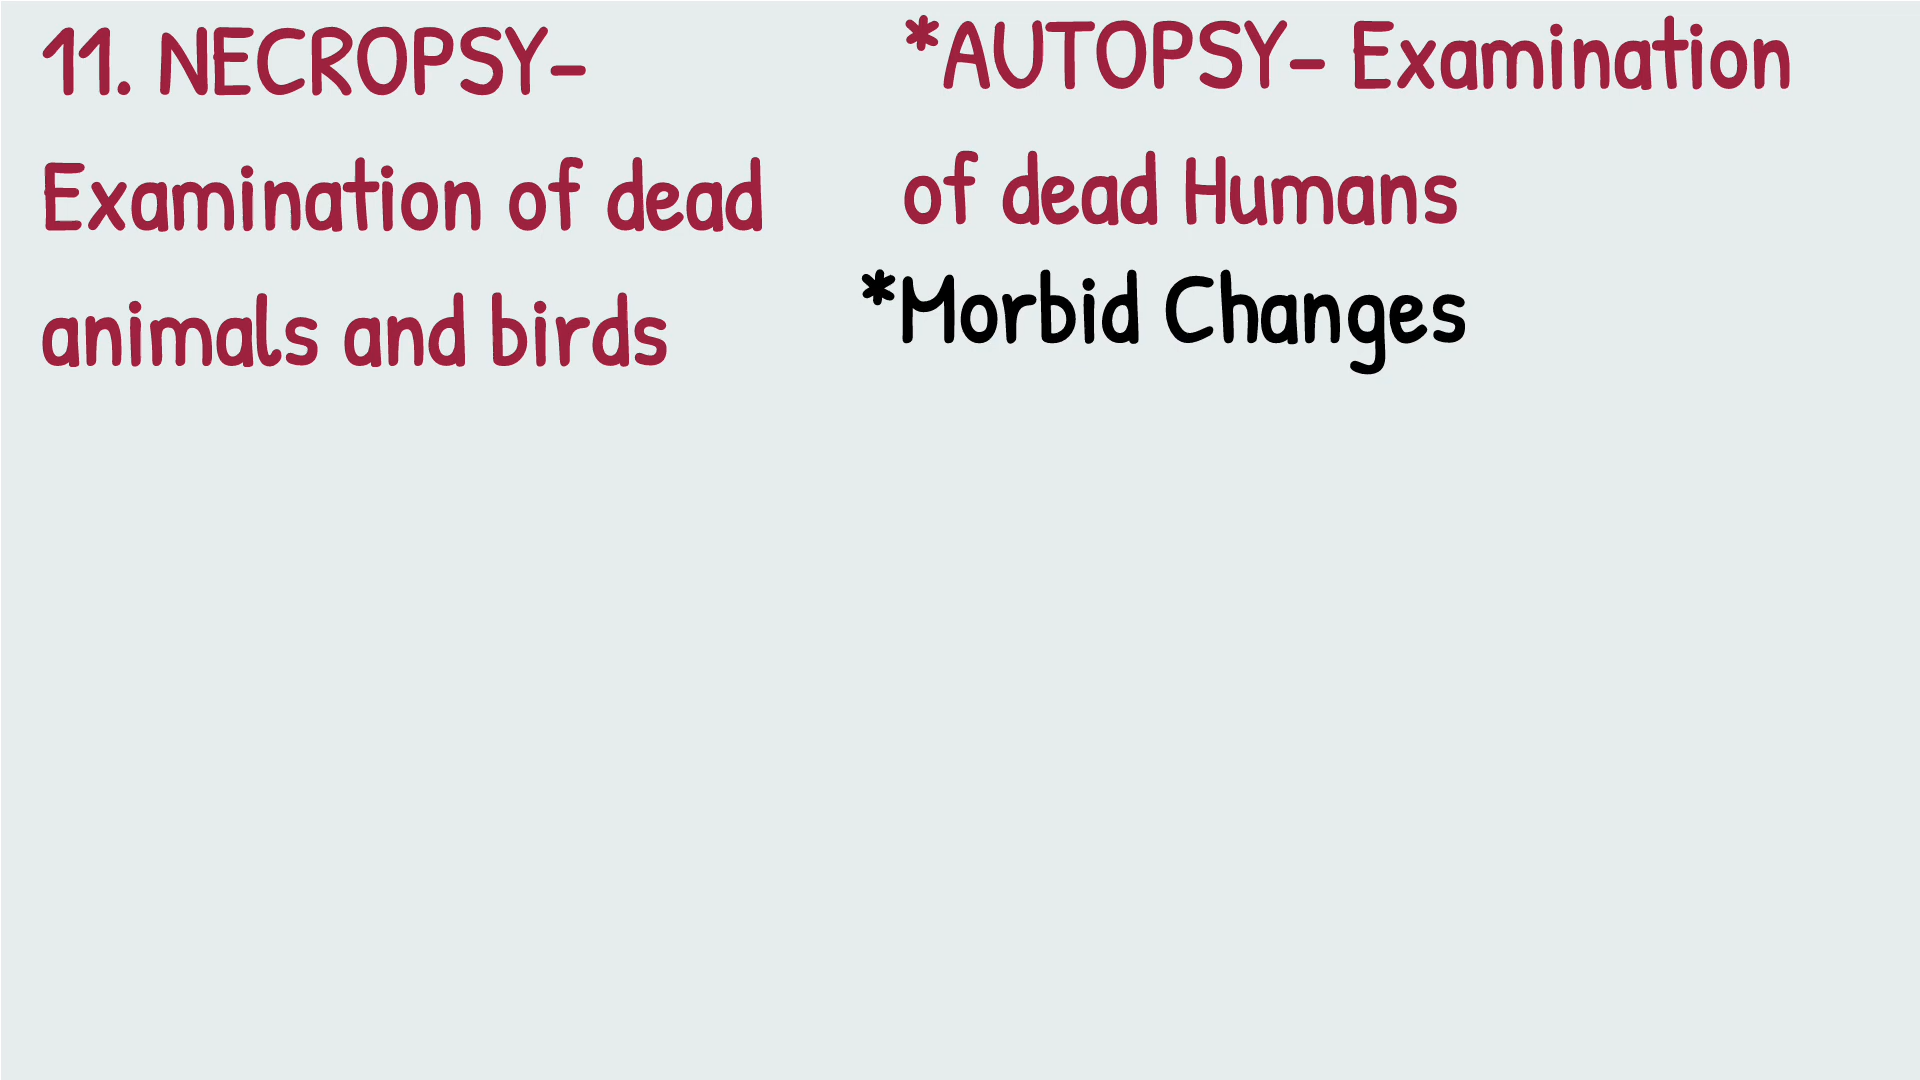 11. NECROPSY-
Examination of dead
animals and birds
*AUTOPSY- Examination
of dead Humans
*Morbid Changes